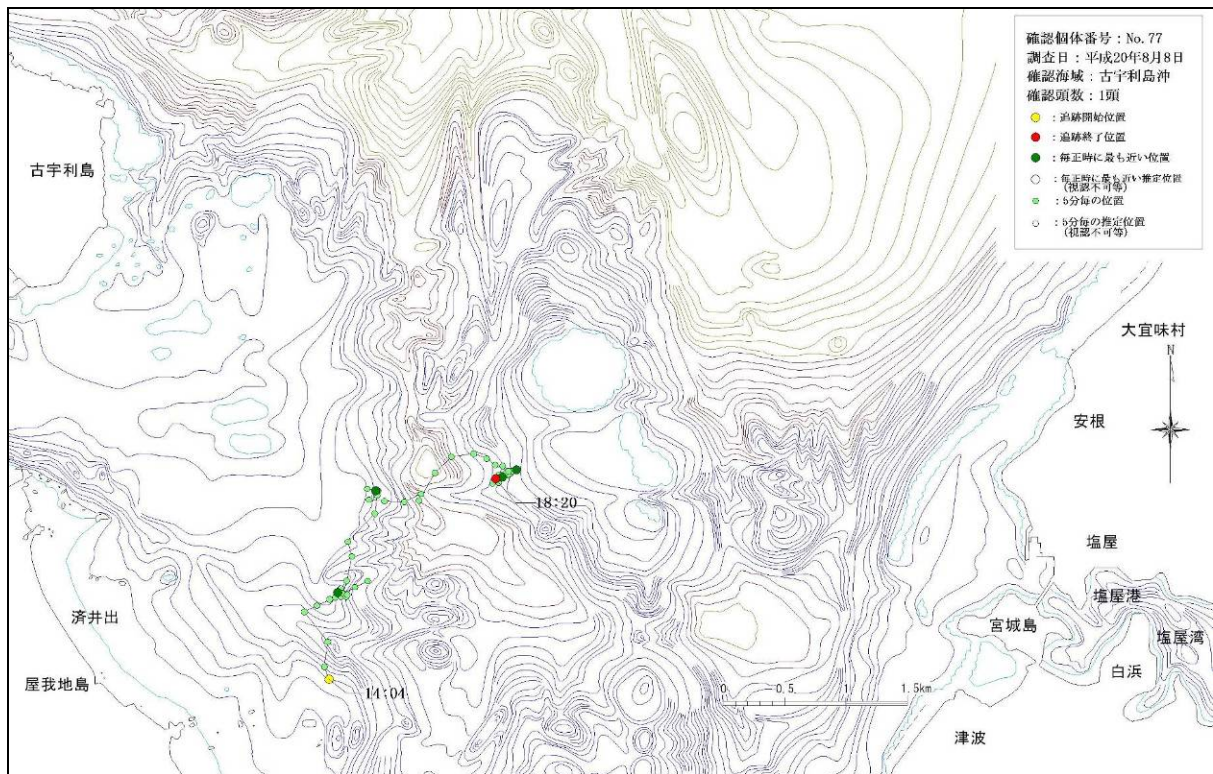 確認個体番号：No.77
調査日：平成20年8月8日
確認海域：古宇利島沖
確認頭数：1頭
：追跡開始位置
：追跡終了位置
：毎正時に最も近い位置
：毎正時に最も近い推定位置
(視認不可等)
：5分毎の位置
：5分毎の推定位置
(視認不可等)
古宇利島
大宜味村
N
安根
18:20
塩屋
塩屋港
済井出
宮城島
塩屋湾
白浜
屋我地島
14:04
0 0.5 1 1.5km
津波